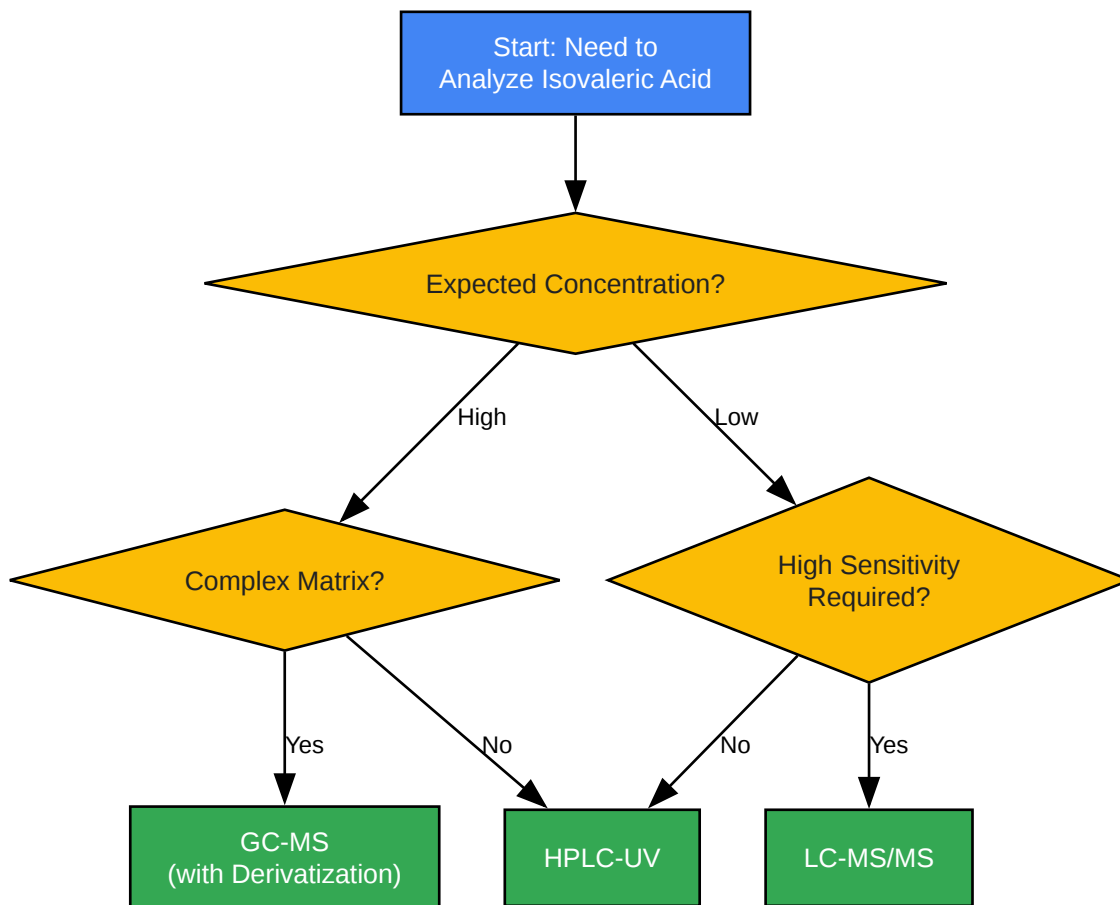 Start: Need to
Analyze Isovaleric Acid
Expected Concentration?
High
Low
Complex Matrix?
High Sensitivity
Required?
Yes
No
No
Yes
GC-MS
(with Derivatization)
HPLC-UV
LC-MS/MS